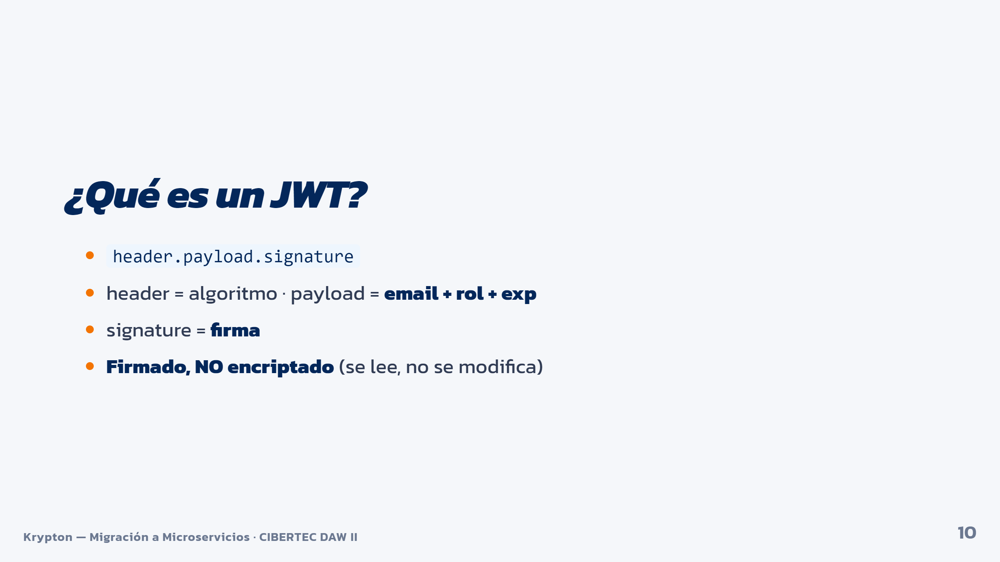 ¿Qué es un JWT?
header.payload.signature
header = algoritmo · payload = email + rol + exp
signature = firma
Firmado, NO encriptado (se lee, no se modifica)
Krypton — Migración a Microservicios · CIBERTEC DAW II
10